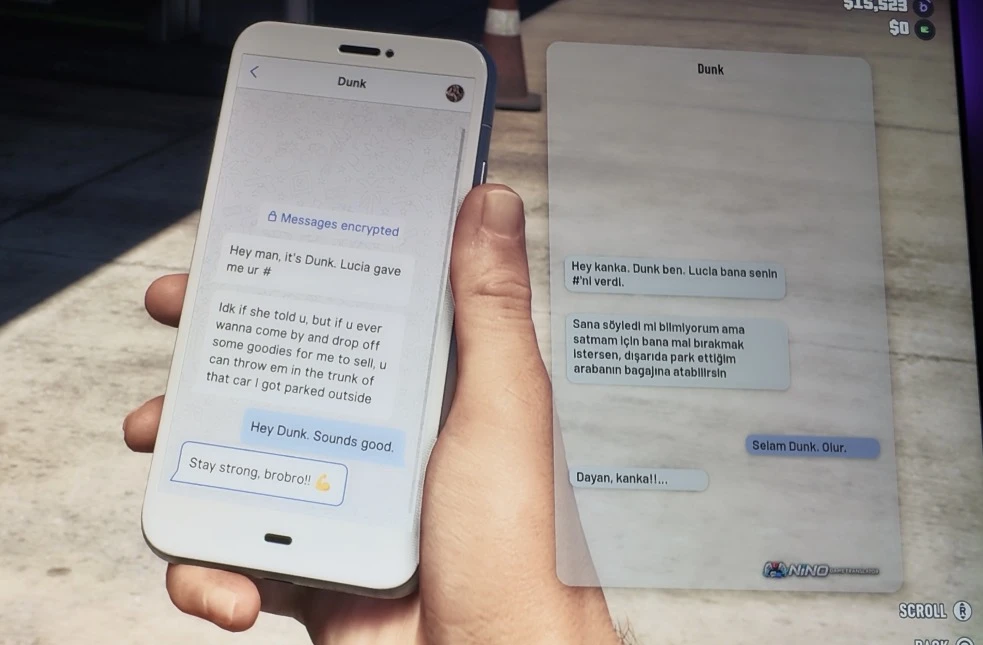 $15,523
$0
Dunk
Messages encrypted
Hey man, it's Dunk. Lucia gave
me ur #
Idk if she told u, but if u ever
wanna come by and drop off
some goodies for me to sell, u
can throw em in the trunk of
that car I got parked outside
Hey Dunk. Sounds good.
Stay strong, brobro!! 💪
Dunk
Hey kanka. Dunk ben. Lucia bana senin
#'ni verdi.
Sana söyledi mi bilmiyorum ama
satmam için bana mal bırakmak
istersen, dışarıda park ettiğim
arabanın bagajına atabilirsin
Selam Dunk. Olur.
Dayan, kanka!!...
NINO
SCROLL R
BACK